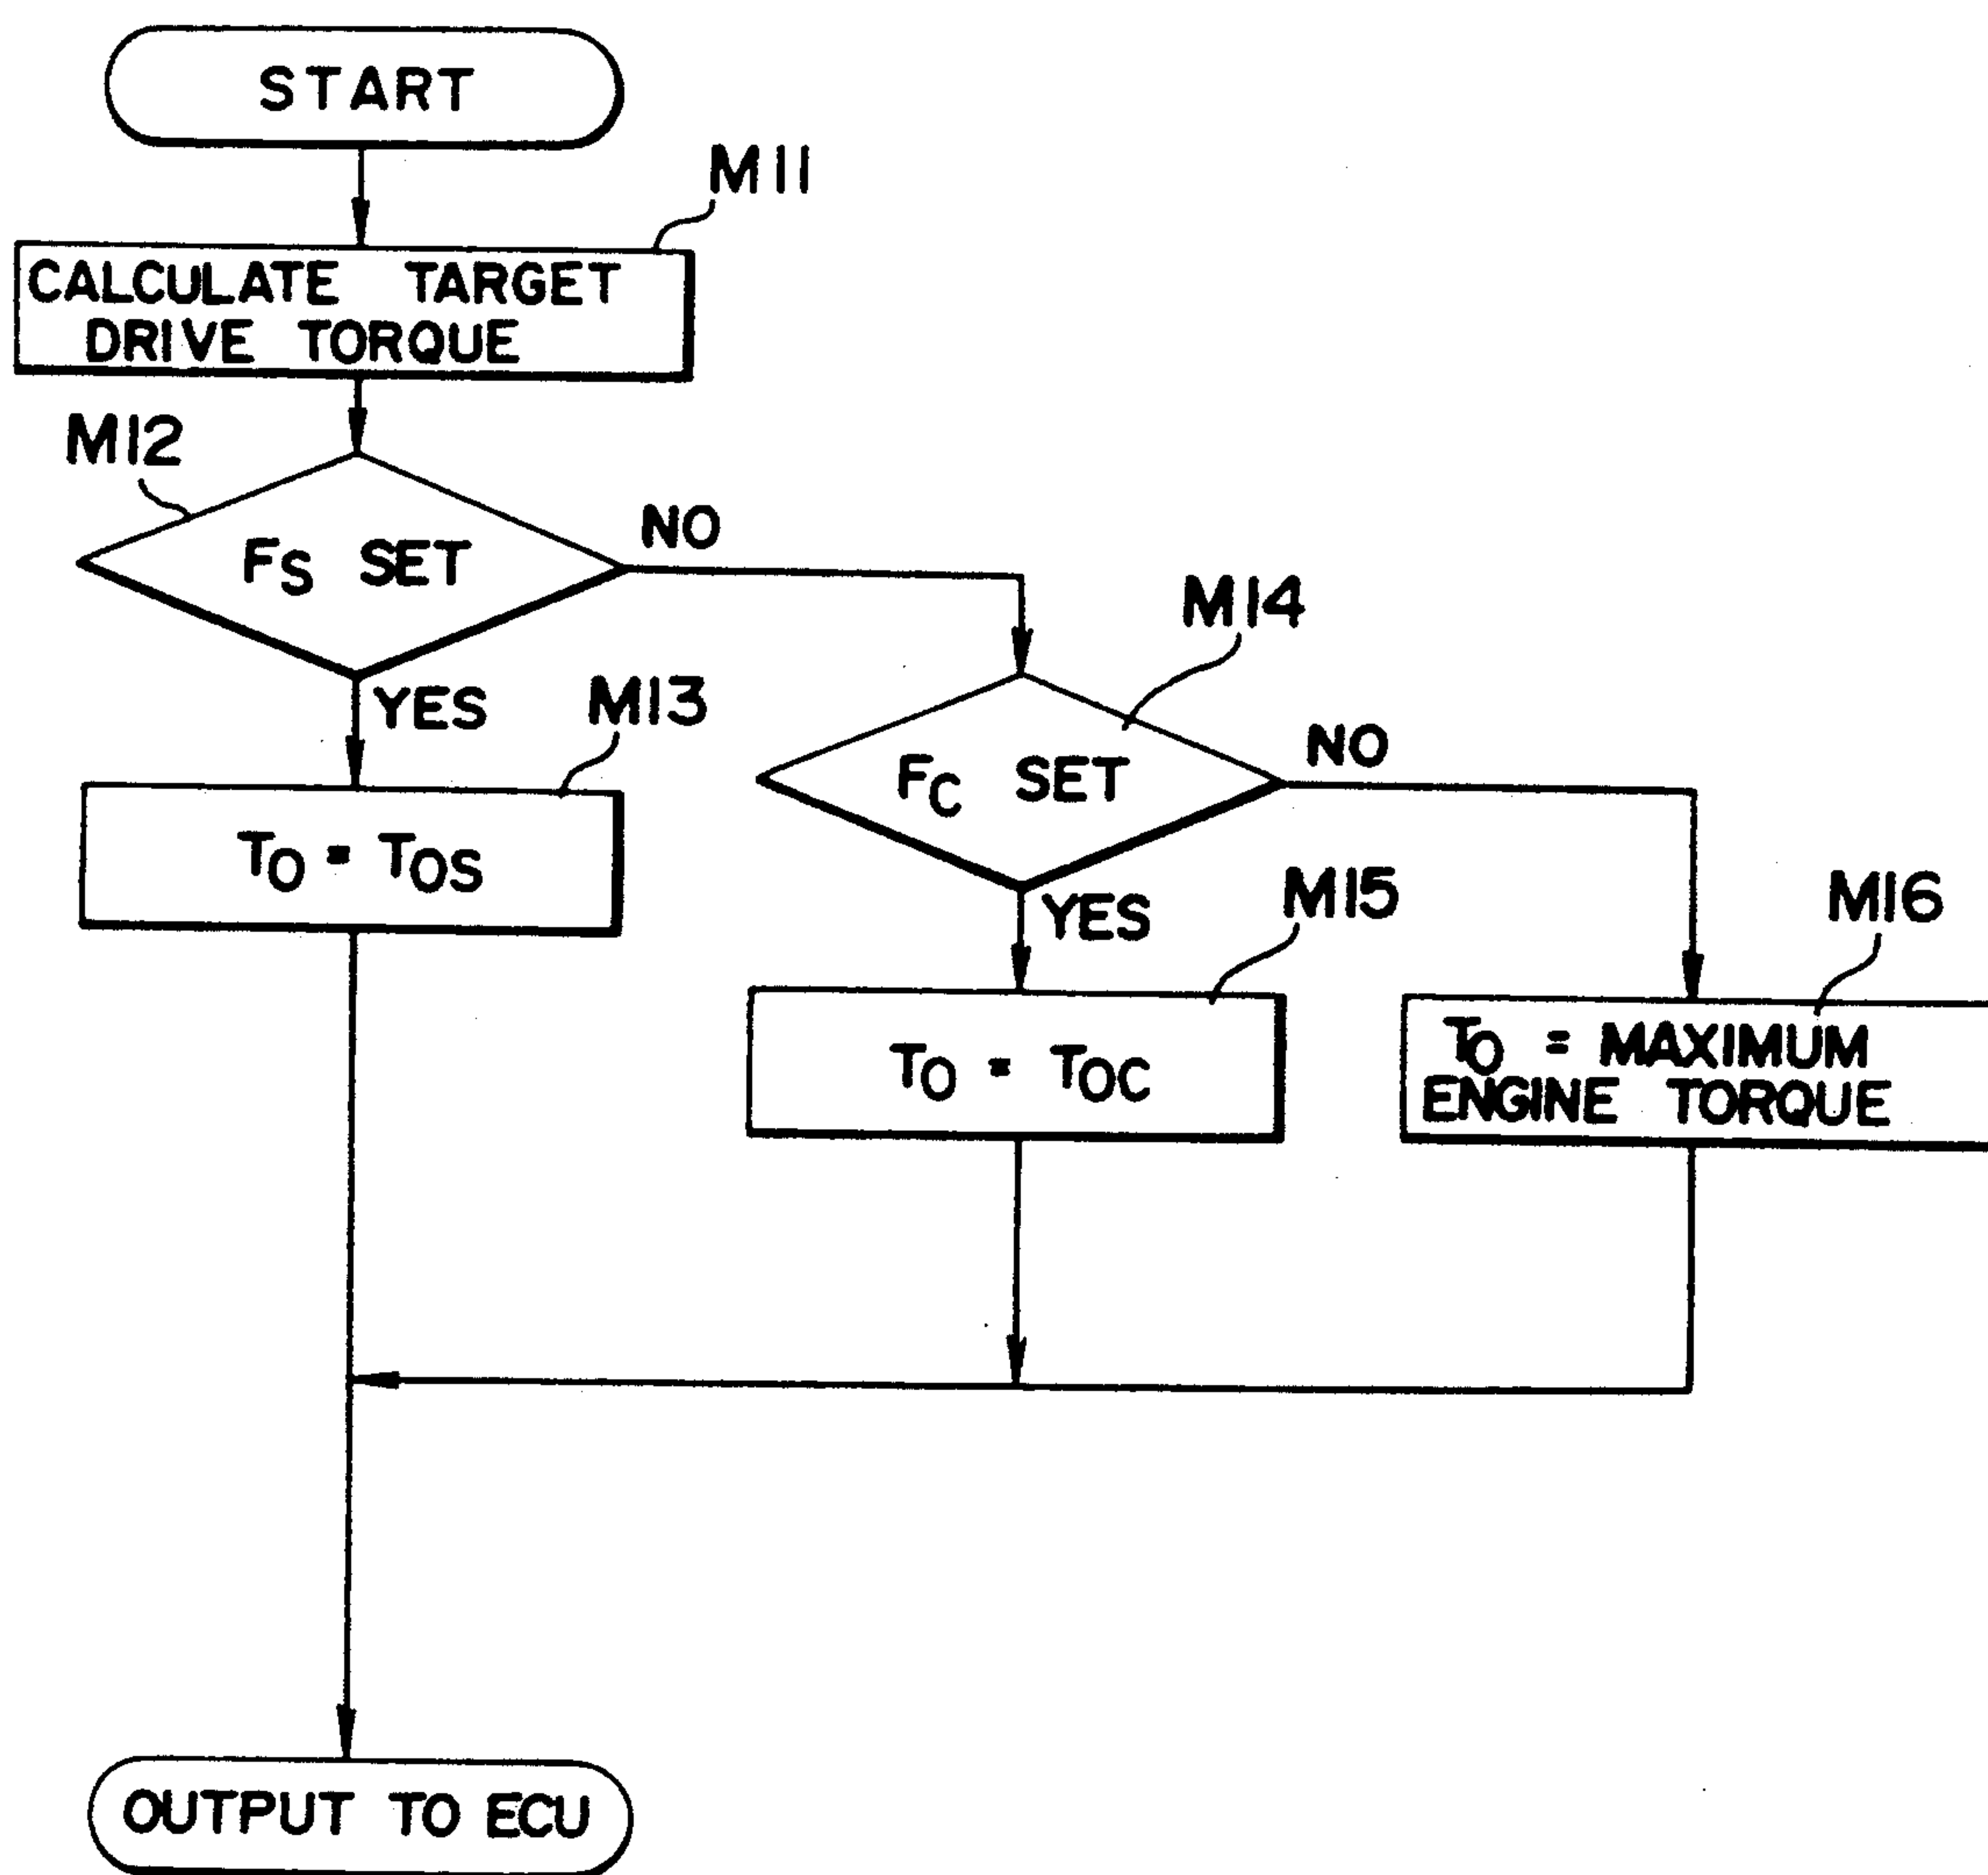 START
M11
CALCULATE TARGET
DRIVE TORQUE
M12
FS SET
NO
YES
M13
TO = TOS
M14
FC SET
NO
YES
M15
TO = TOC
M16
TO = MAXIMUM
ENGINE TORQUE
OUTPUT TO ECU